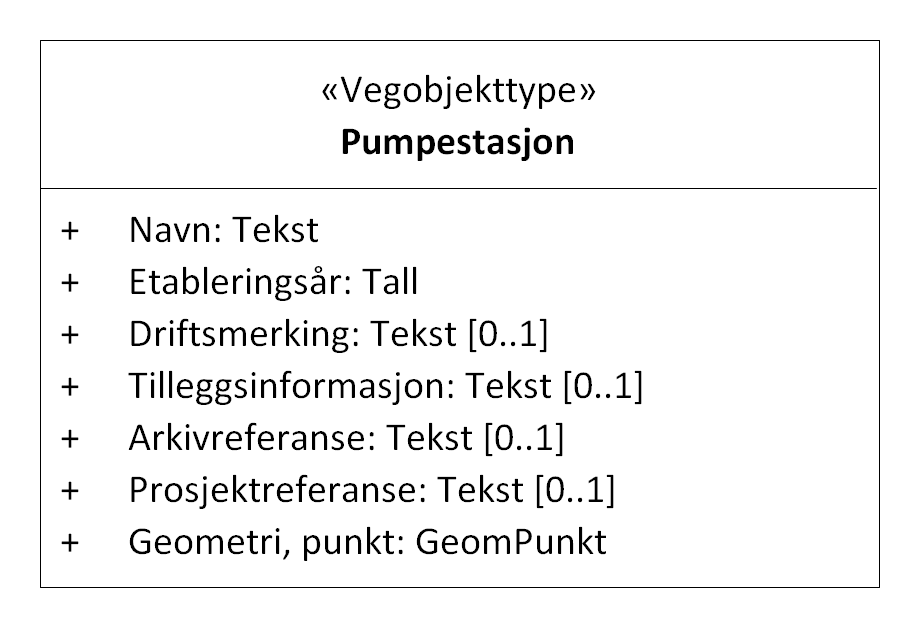 «Vegobjekttype»
Pumpestasjon
+ Navn: Tekst
+ Etableringsår: Tall
+ Driftsmerking: Tekst [0..1]
+ Tilleggsinformasjon: Tekst [0..1]
+ Arkivreferanse: Tekst [0..1]
+ Prosjektreferanse: Tekst [0..1]
+ Geometri, punkt: GeomPunkt